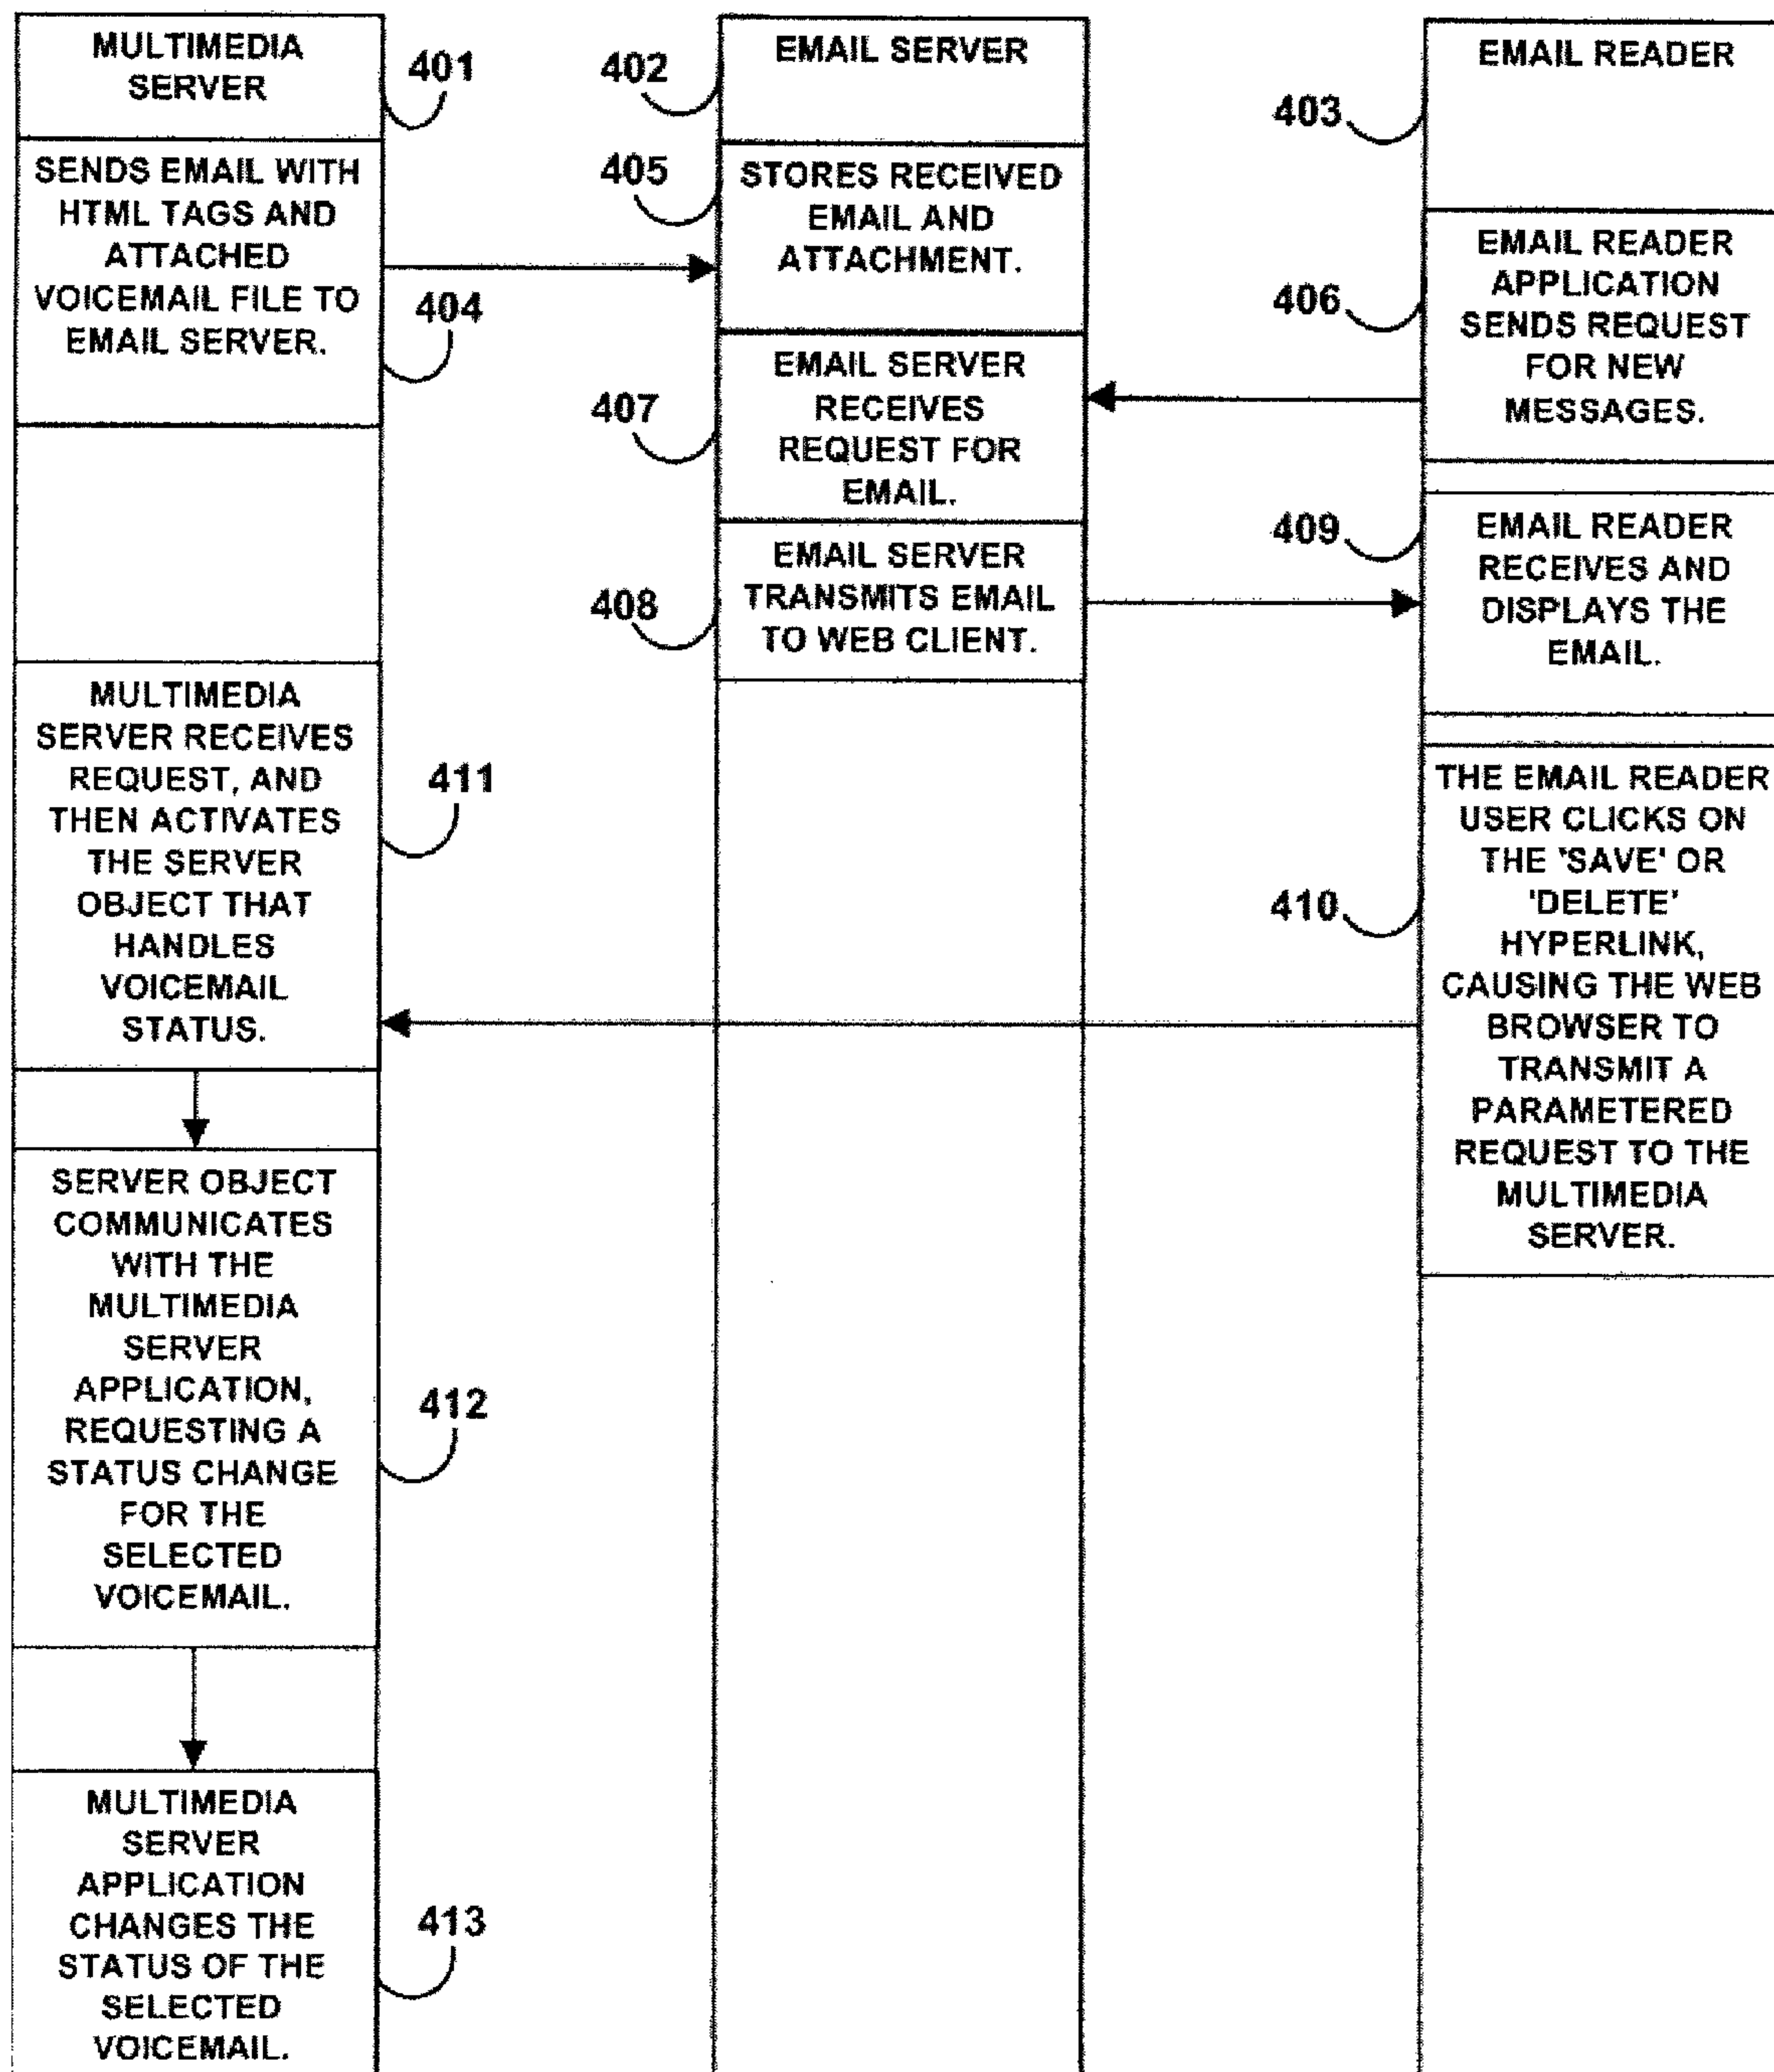 MULTIMEDIA
SERVER
401
SENDS EMAIL WITH
HTML TAGS AND
ATTACHED
VOICEMAIL FILE TO
EMAIL SERVER.
404
MULTIMEDIA
SERVER RECEIVES
REQUEST, AND
THEN ACTIVATES
THE SERVER
OBJECT THAT
HANDLES
VOICEMAIL
STATUS.
411
SERVER OBJECT
COMMUNICATES
WITH THE
MULTIMEDIA
SERVER
APPLICATION,
REQUESTING A
STATUS CHANGE
FOR THE
SELECTED
VOICEMAIL.
412
MULTIMEDIA
SERVER
APPLICATION
CHANGES THE
STATUS OF THE
SELECTED
VOICEMAIL.
413
402
EMAIL SERVER
405
STORES RECEIVED
EMAIL AND
ATTACHMENT.
407
EMAIL SERVER
RECEIVES
REQUEST FOR
EMAIL.
408
EMAIL SERVER
TRANSMITS EMAIL
TO WEB CLIENT.
403
EMAIL READER
406
EMAIL READER
APPLICATION
SENDS REQUEST
FOR NEW
MESSAGES.
409
EMAIL READER
RECEIVES AND
DISPLAYS THE
EMAIL.
410
THE EMAIL READER
USER CLICKS ON
THE 'SAVE' OR
'DELETE'
HYPERLINK,
CAUSING THE WEB
BROWSER TO
TRANSMIT A
PARAMETERED
REQUEST TO THE
MULTIMEDIA
SERVER.